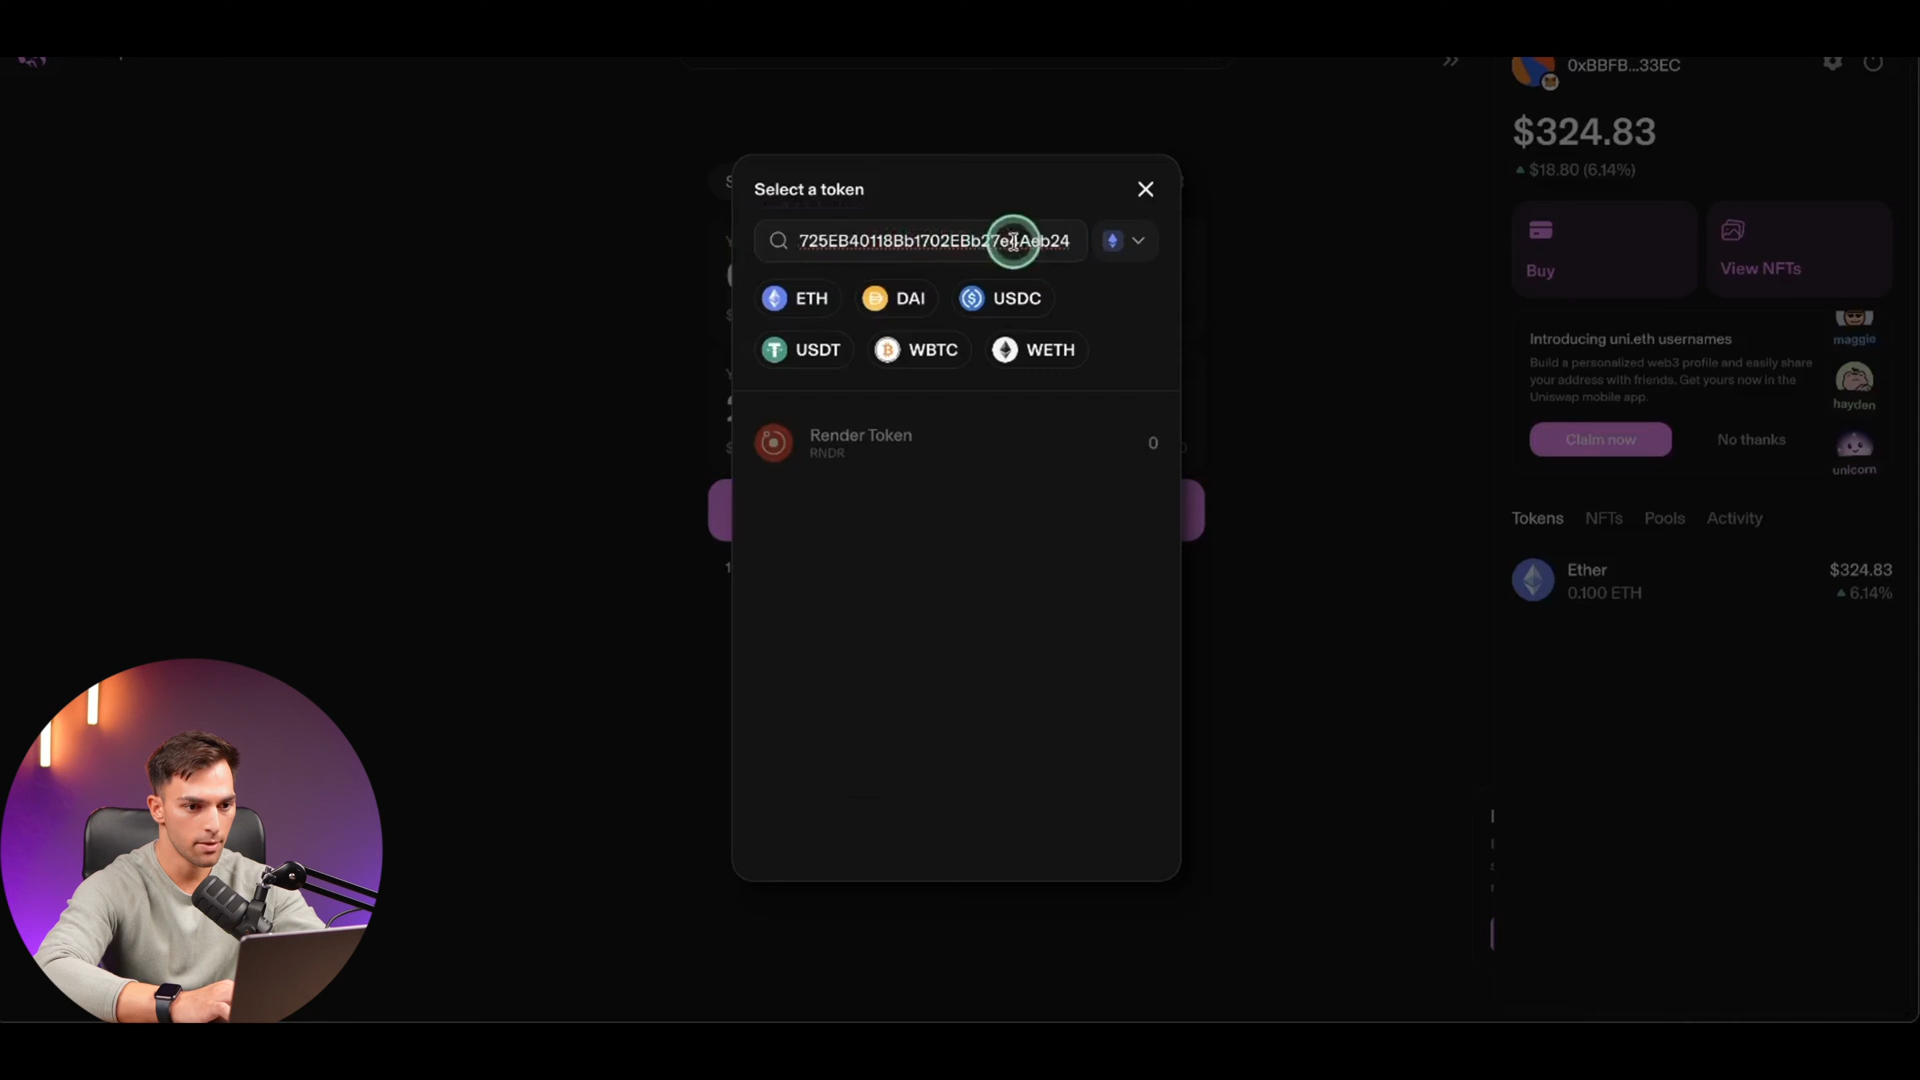 0xBBFB...33EC
$324.83
$18.80 (6.14%)
Select a token
725EB40118Bb1702EBb27e Aeb24
ETH
DAI
USDC
USDT
WBTC
WETH
Render Token
RNDR
0
Buy
View NFTs
Introducing uni.eth usernames
Build a personalized web3 profile and easily share
your address with friends. Get yours now in the
Uniswap mobile app.
Claim now
No thanks
maggie
hayden
unicorn
Tokens
NFTs
Pools
Activity
Ether
0.100 ETH
$324.83
6.14%